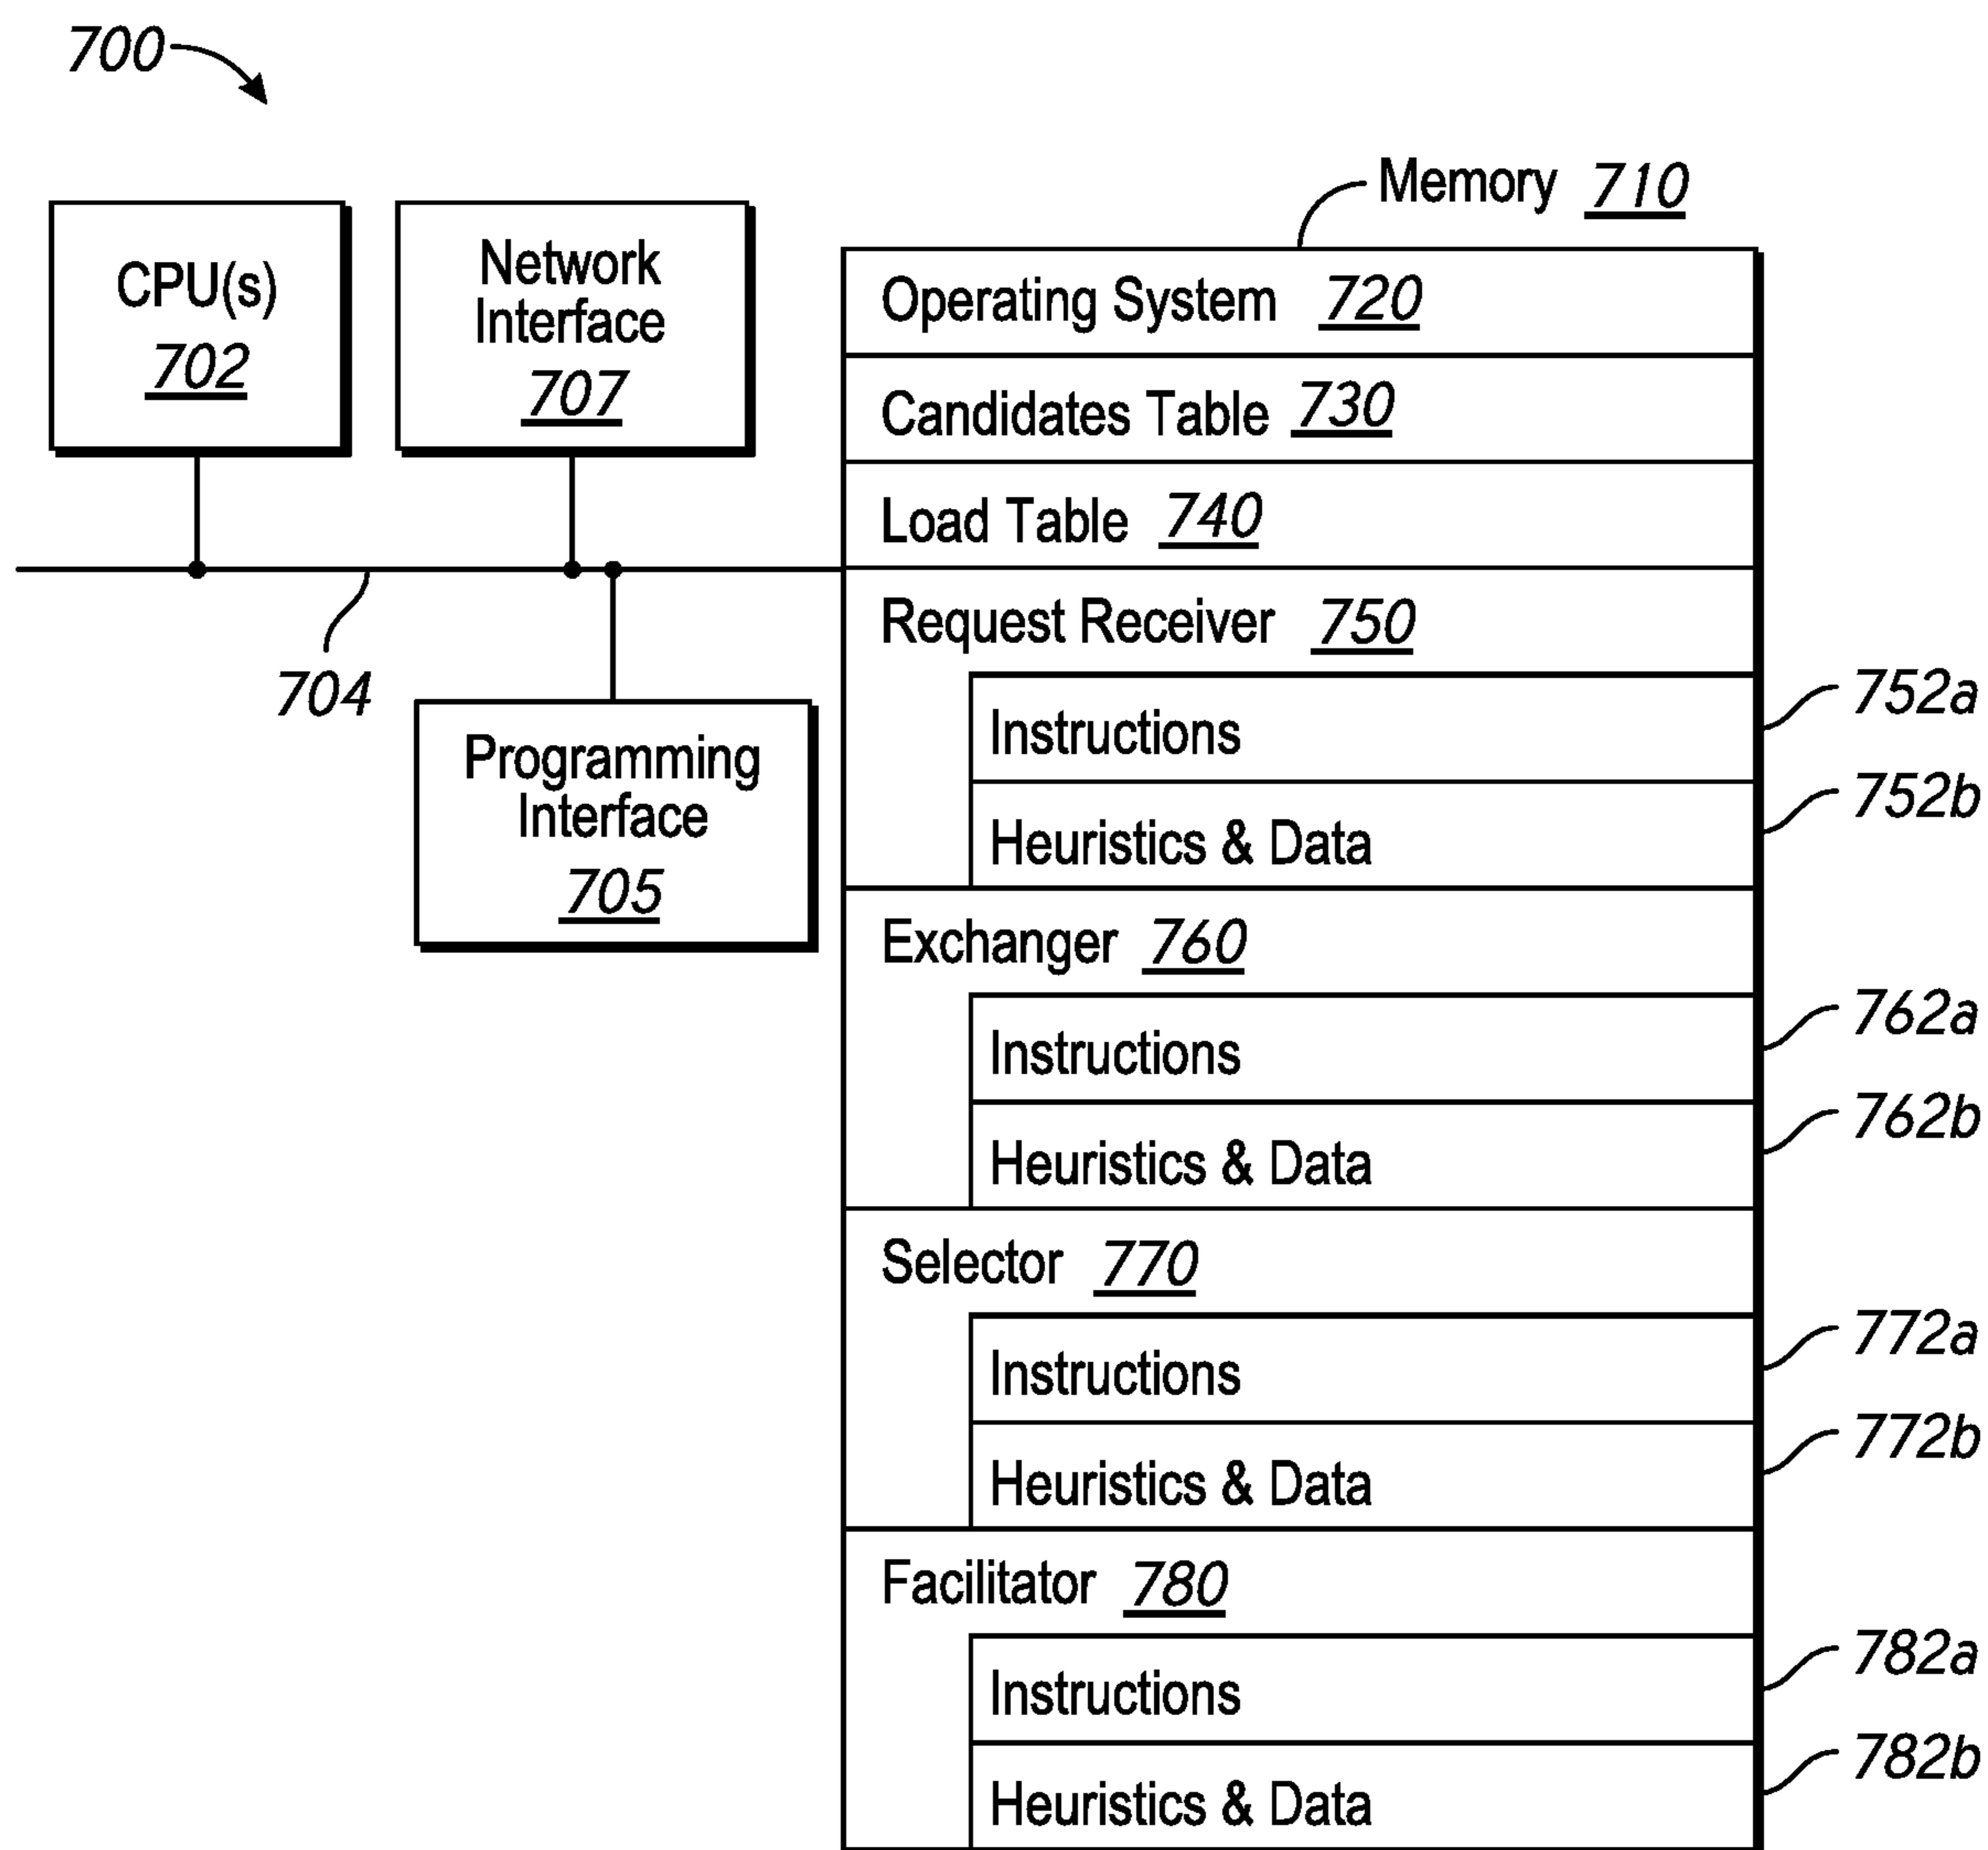 700
CPU(s)
702
Network
Interface
707
704
Programming
Interface
705
Memory 710
Operating System 720
Candidates Table 730
Load Table 740
Request Receiver 750
Instructions
752a
Heuristics & Data
752b
Exchanger 760
Instructions
762a
Heuristics & Data
762b
Selector 770
Instructions
772a
Heuristics & Data
772b
Facilitator 780
Instructions
782a
Heuristics & Data
782b